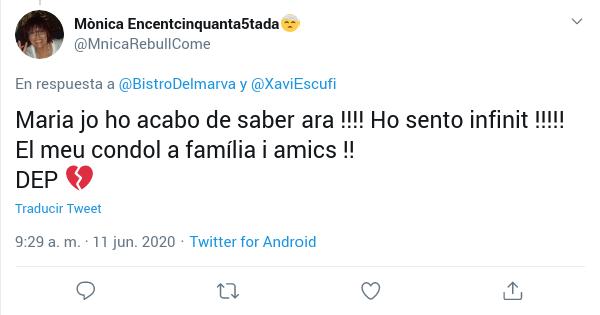 Mònica Encentcinquanta5tada😔
@MnicaRebullCome
En respuesta a @BistroDelmarva y @XaviEscufi
Maria jo ho acabo de saber ara !!!! Ho sento infinit !!!!!
El meu condol a família i amics !!
DEP 💔
Traducir Tweet
9:29 a. m. · 11 jun. 2020 · Twitter for Android